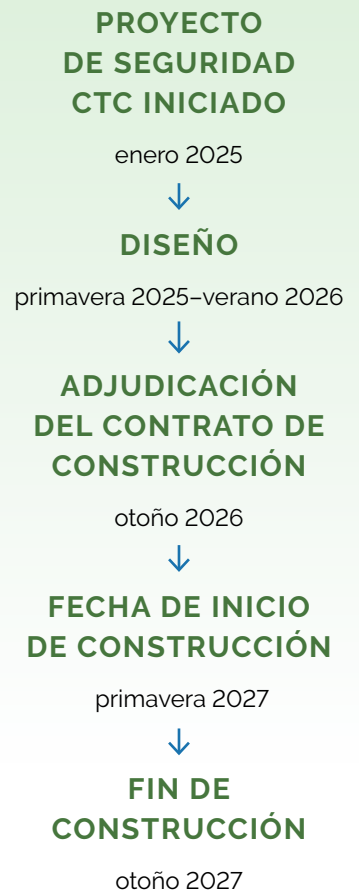 PROYECTO
DE SEGURIDAD
CTC INICIADO
enero 2025
DISEÑO
primavera 2025–verano 2026
ADJUDICACIÓN
DEL CONTRATO DE
CONSTRUCCIÓN
otoño 2026
FECHA DE INICIO
DE CONSTRUCCIÓN
primavera 2027
FIN DE
CONSTRUCCIÓN
otoño 2027